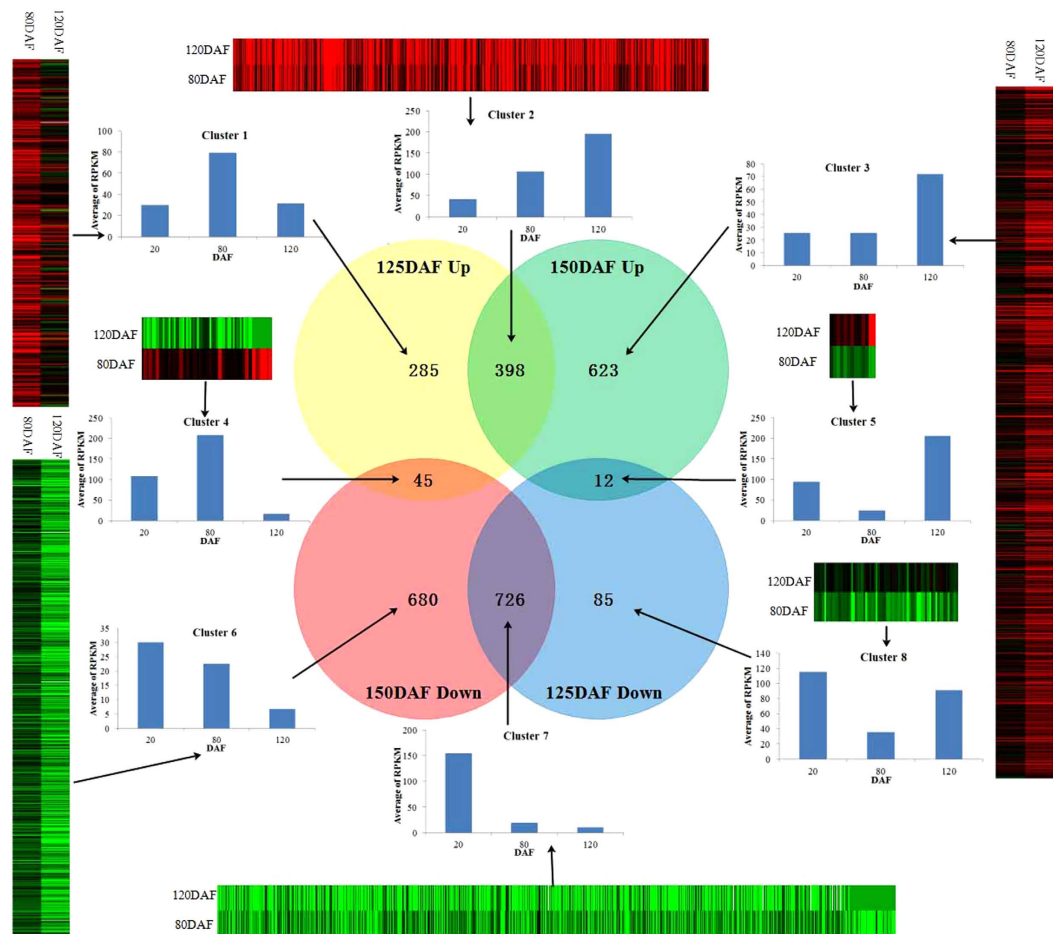 80DAF
120DAF
120DAF
80DAF
80DAF
120DAF
Cluster 1
Average of RPKM
100
80
60
40
20
0
20
80
120
DAF
Cluster 2
Average of RPKM
250
200
150
100
50
0
20
80
120
DAF
Cluster 3
Average of RPKM
80
70
60
50
40
30
20
10
0
20
80
120
DAF
125DAF Up
150DAF Up
285
398
623
120DAF
80DAF
120DAF
80DAF
Cluster 4
Average of RPKM
250
200
150
100
50
0
20
80
120
DAF
45
12
Cluster 5
Average of RPKM
250
200
150
100
50
0
20
80
120
DAF
80DAF
120DAF
120DAF
80DAF
Cluster 6
Average of RPKM
35
30
25
20
15
10
5
0
20
80
120
DAF
680
726
85
150DAF Down
125DAF Down
Cluster 8
Average of RPKM
140
120
100
80
60
40
20
0
20
80
120
DAF
Cluster 7
Average of RPKM
200
150
100
50
0
20
80
120
DAF
120DAF
80DAF